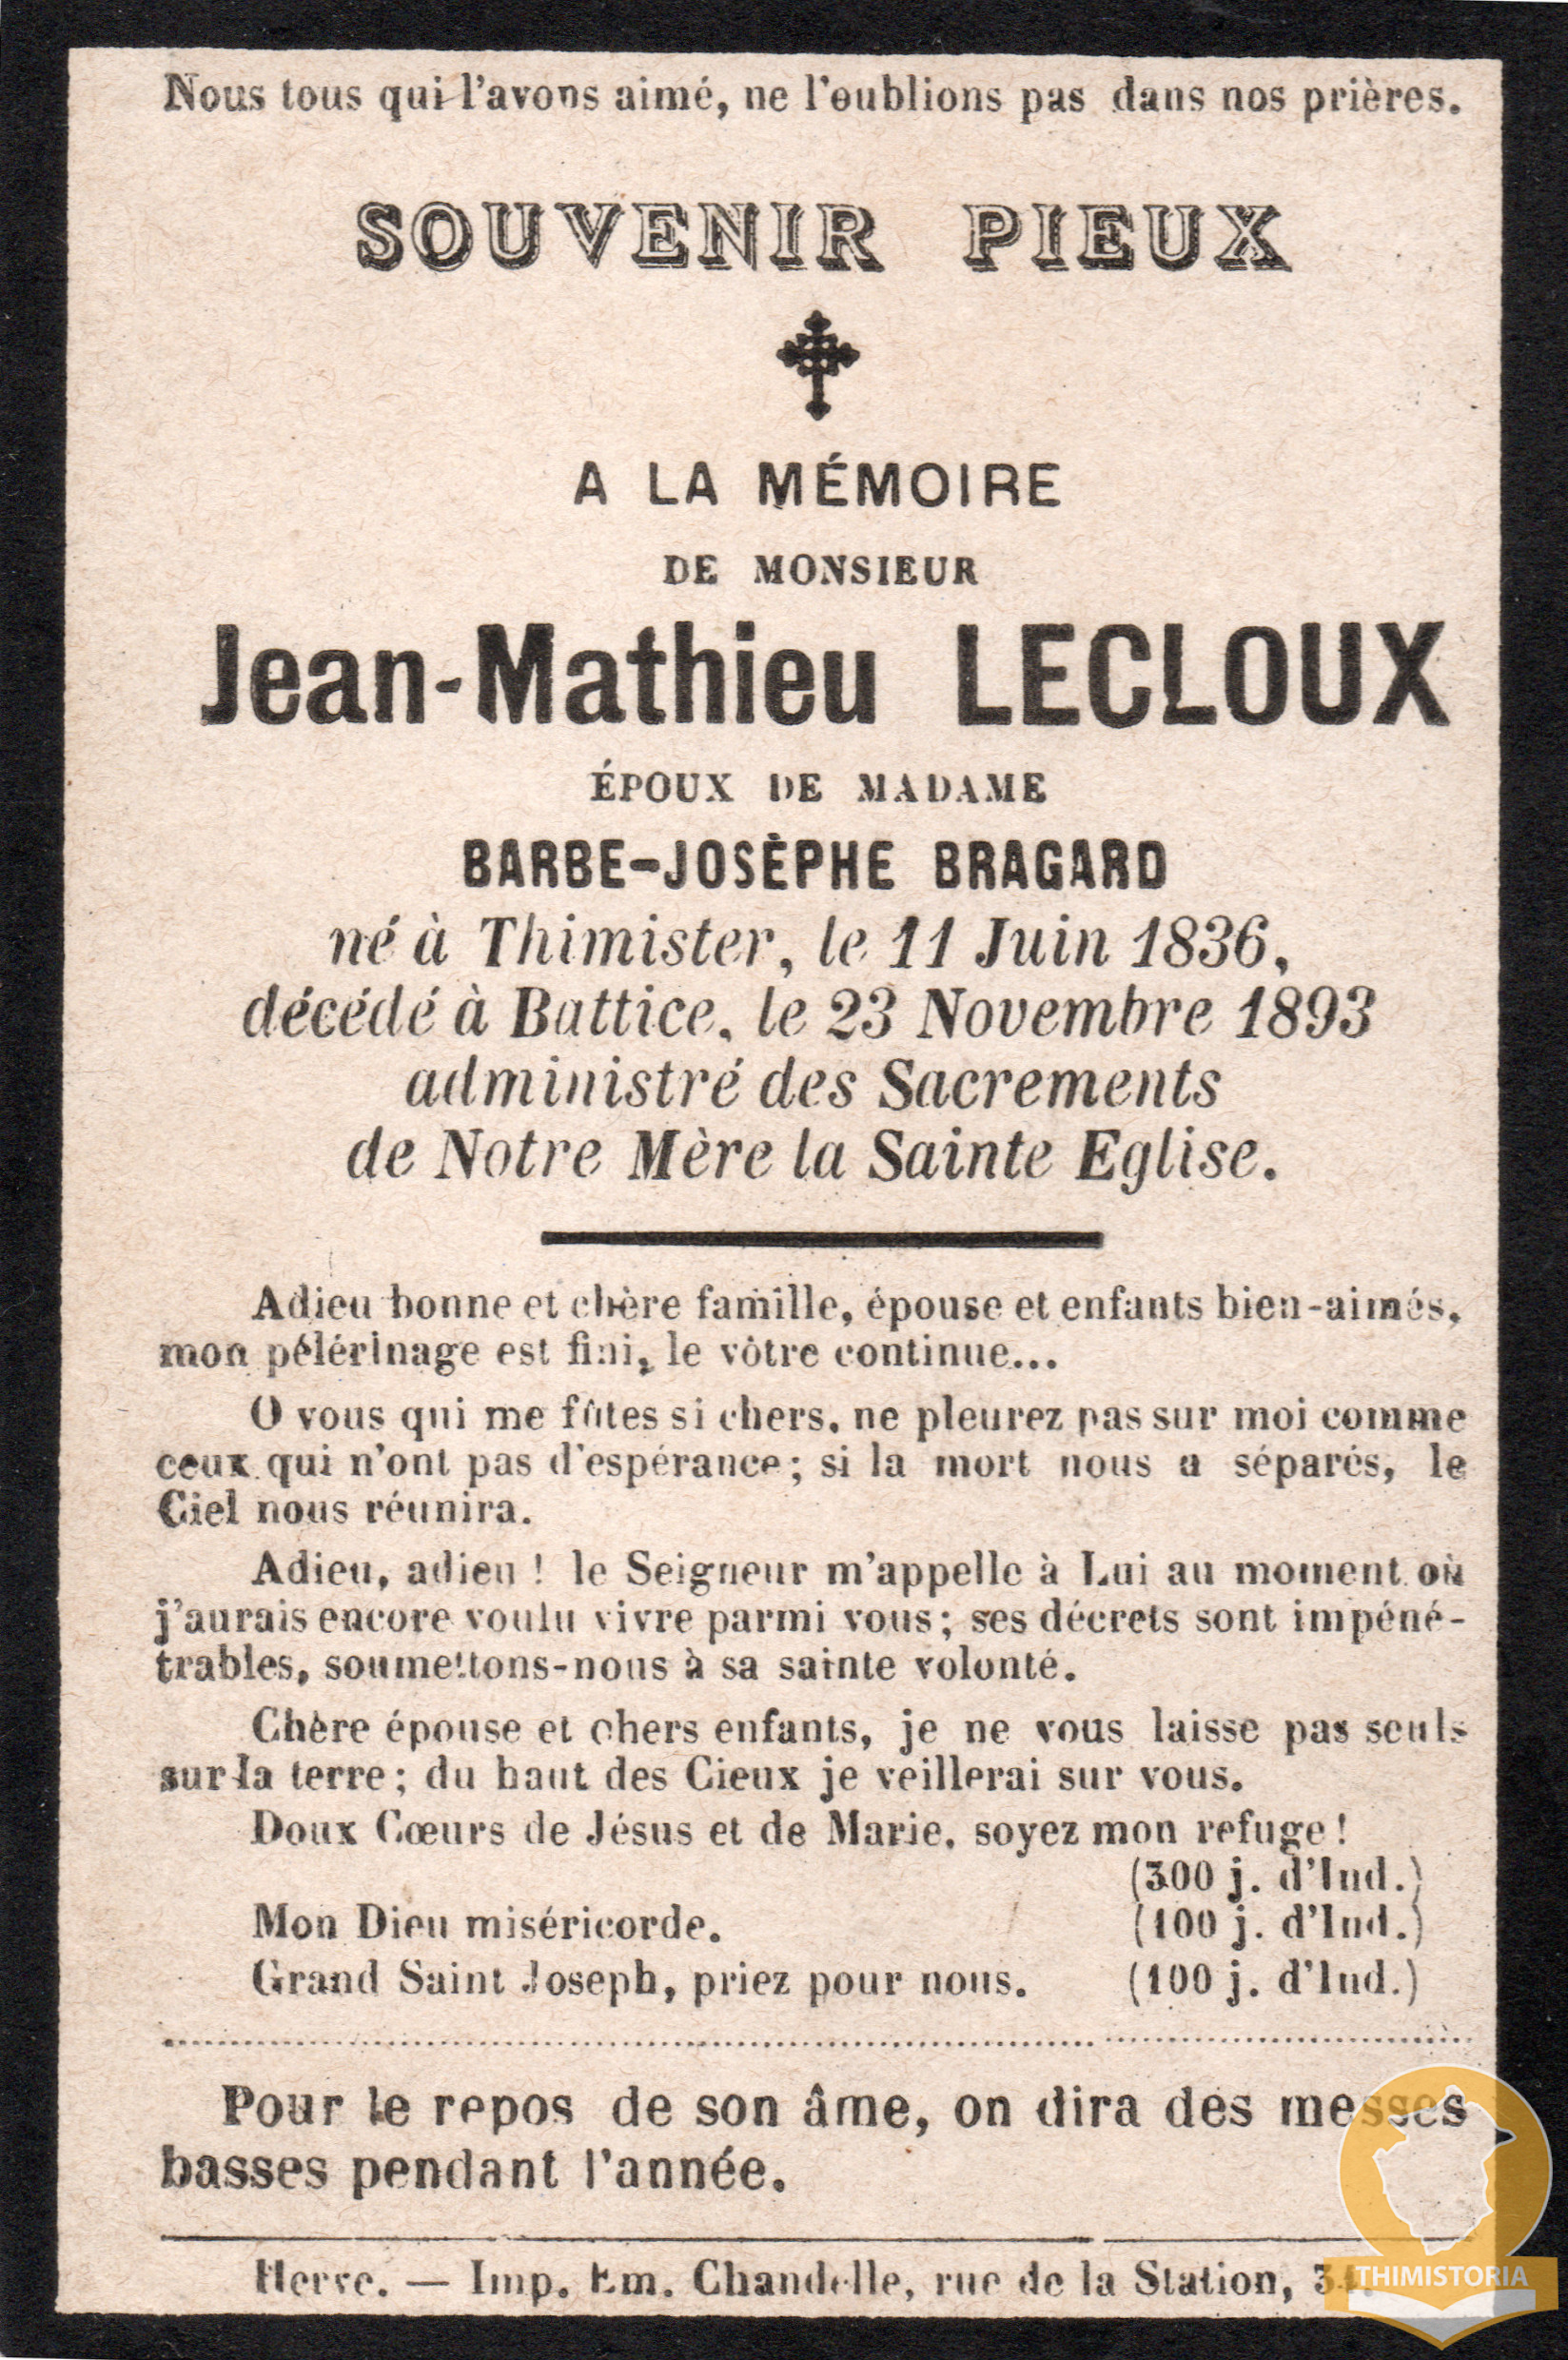 Nous tous qui l'avons aimé, ne l'oublions pas dans nos prières.
SOUVENIR PIEUX
A LA MÉMOIRE
DE MONSIEUR
Jean-Mathieu LECLOUX
ÉPOUX DE MADAME
BARBE-JOSÈPHE BRAGARD
né à Thimister, le 11 Juin 1836,
décédé à Battice, le 23 Novembre 1893
administré des Sacrements
de Notre Mère la Sainte Eglise.
Adieu bonne et chère famille, épouse et enfants bien-aimés,
mon pélérinage est fini, le vôtre continue...
O vous qui me fûtes si chers, ne pleurez pas sur moi comme
ceux qui n'ont pas d'espérance; si la mort nous a séparés, le
Ciel nous réunira.
Adieu, adieu ! le Seigneur m'appelle à Lui au moment où
j'aurais encore voulu vivre parmi vous; ses décrets sont impéné-
trables, soumettons-nous à sa sainte volonté.
Chère épouse et chers enfants, je ne vous laisse pas seuls
sur la terre; du haut des Cieux je veillerai sur vous.
Doux Cœurs de Jésus et de Marie, soyez mon refuge!
(300 j. d'Ind.)
Mon Dieu miséricorde. (100 j. d'Ind.)
Grand Saint Joseph, priez pour nous. (100 j. d'Ind.)
Pour le repos de son âme, on dira des messes
basses pendant l'année.
Herve. — Imp. Em. Chandelle, rue de la Station,
THIMISTORIA